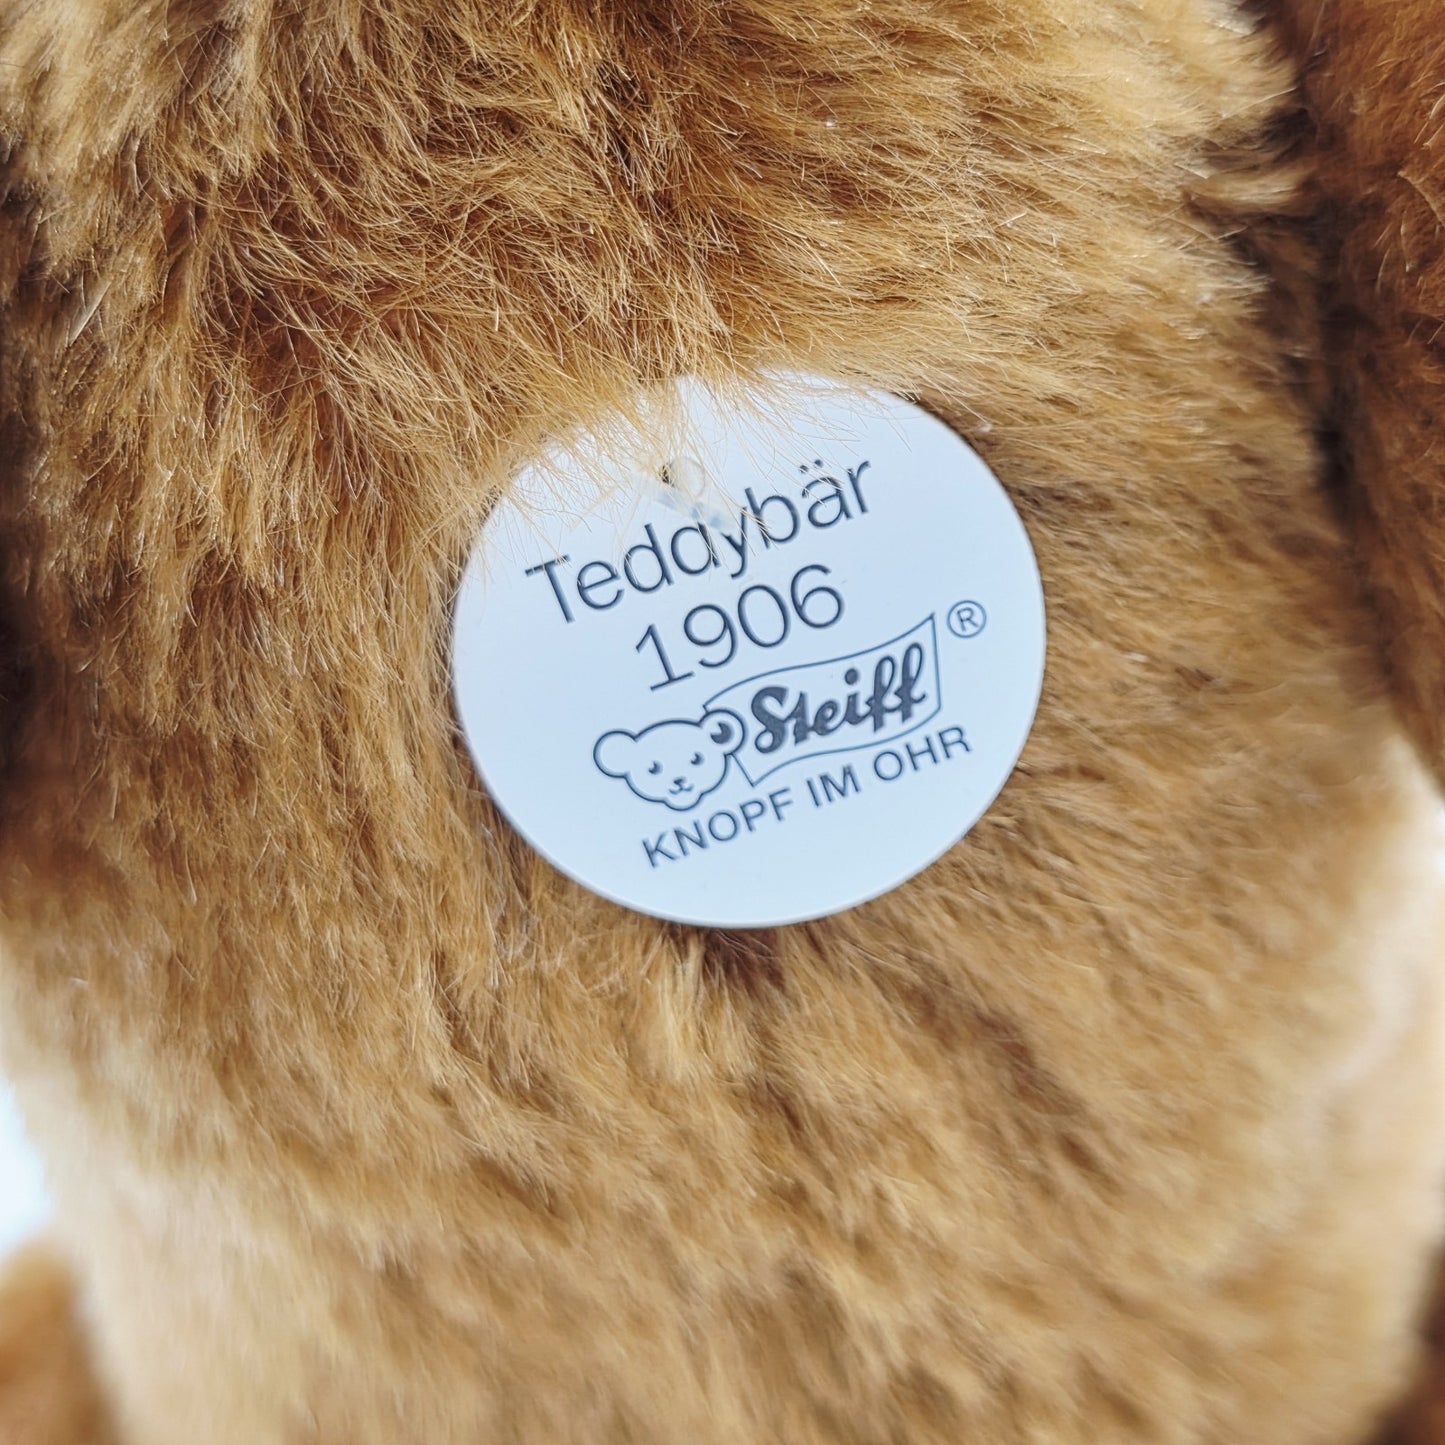 Teddybär
1906
Steiff ®
KNOPF IM OHR